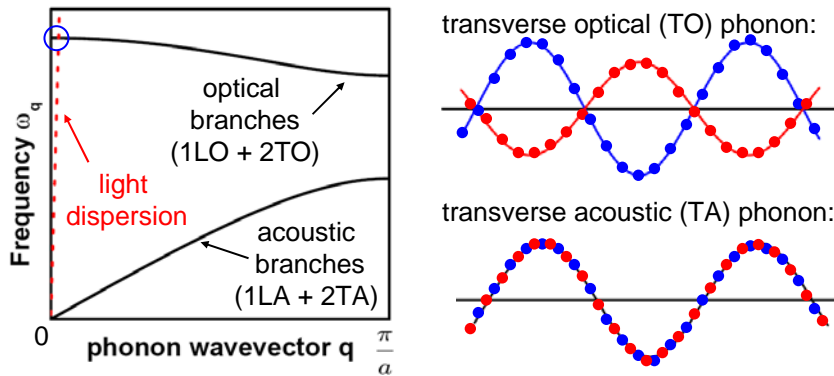 Frequency ω_q
optical
branches
(1LO + 2TO)
light
dispersion
acoustic
branches
(1LA + 2TA)
0
phonon wavevector q
π
a
transverse optical (TO) phonon:
transverse acoustic (TA) phonon: